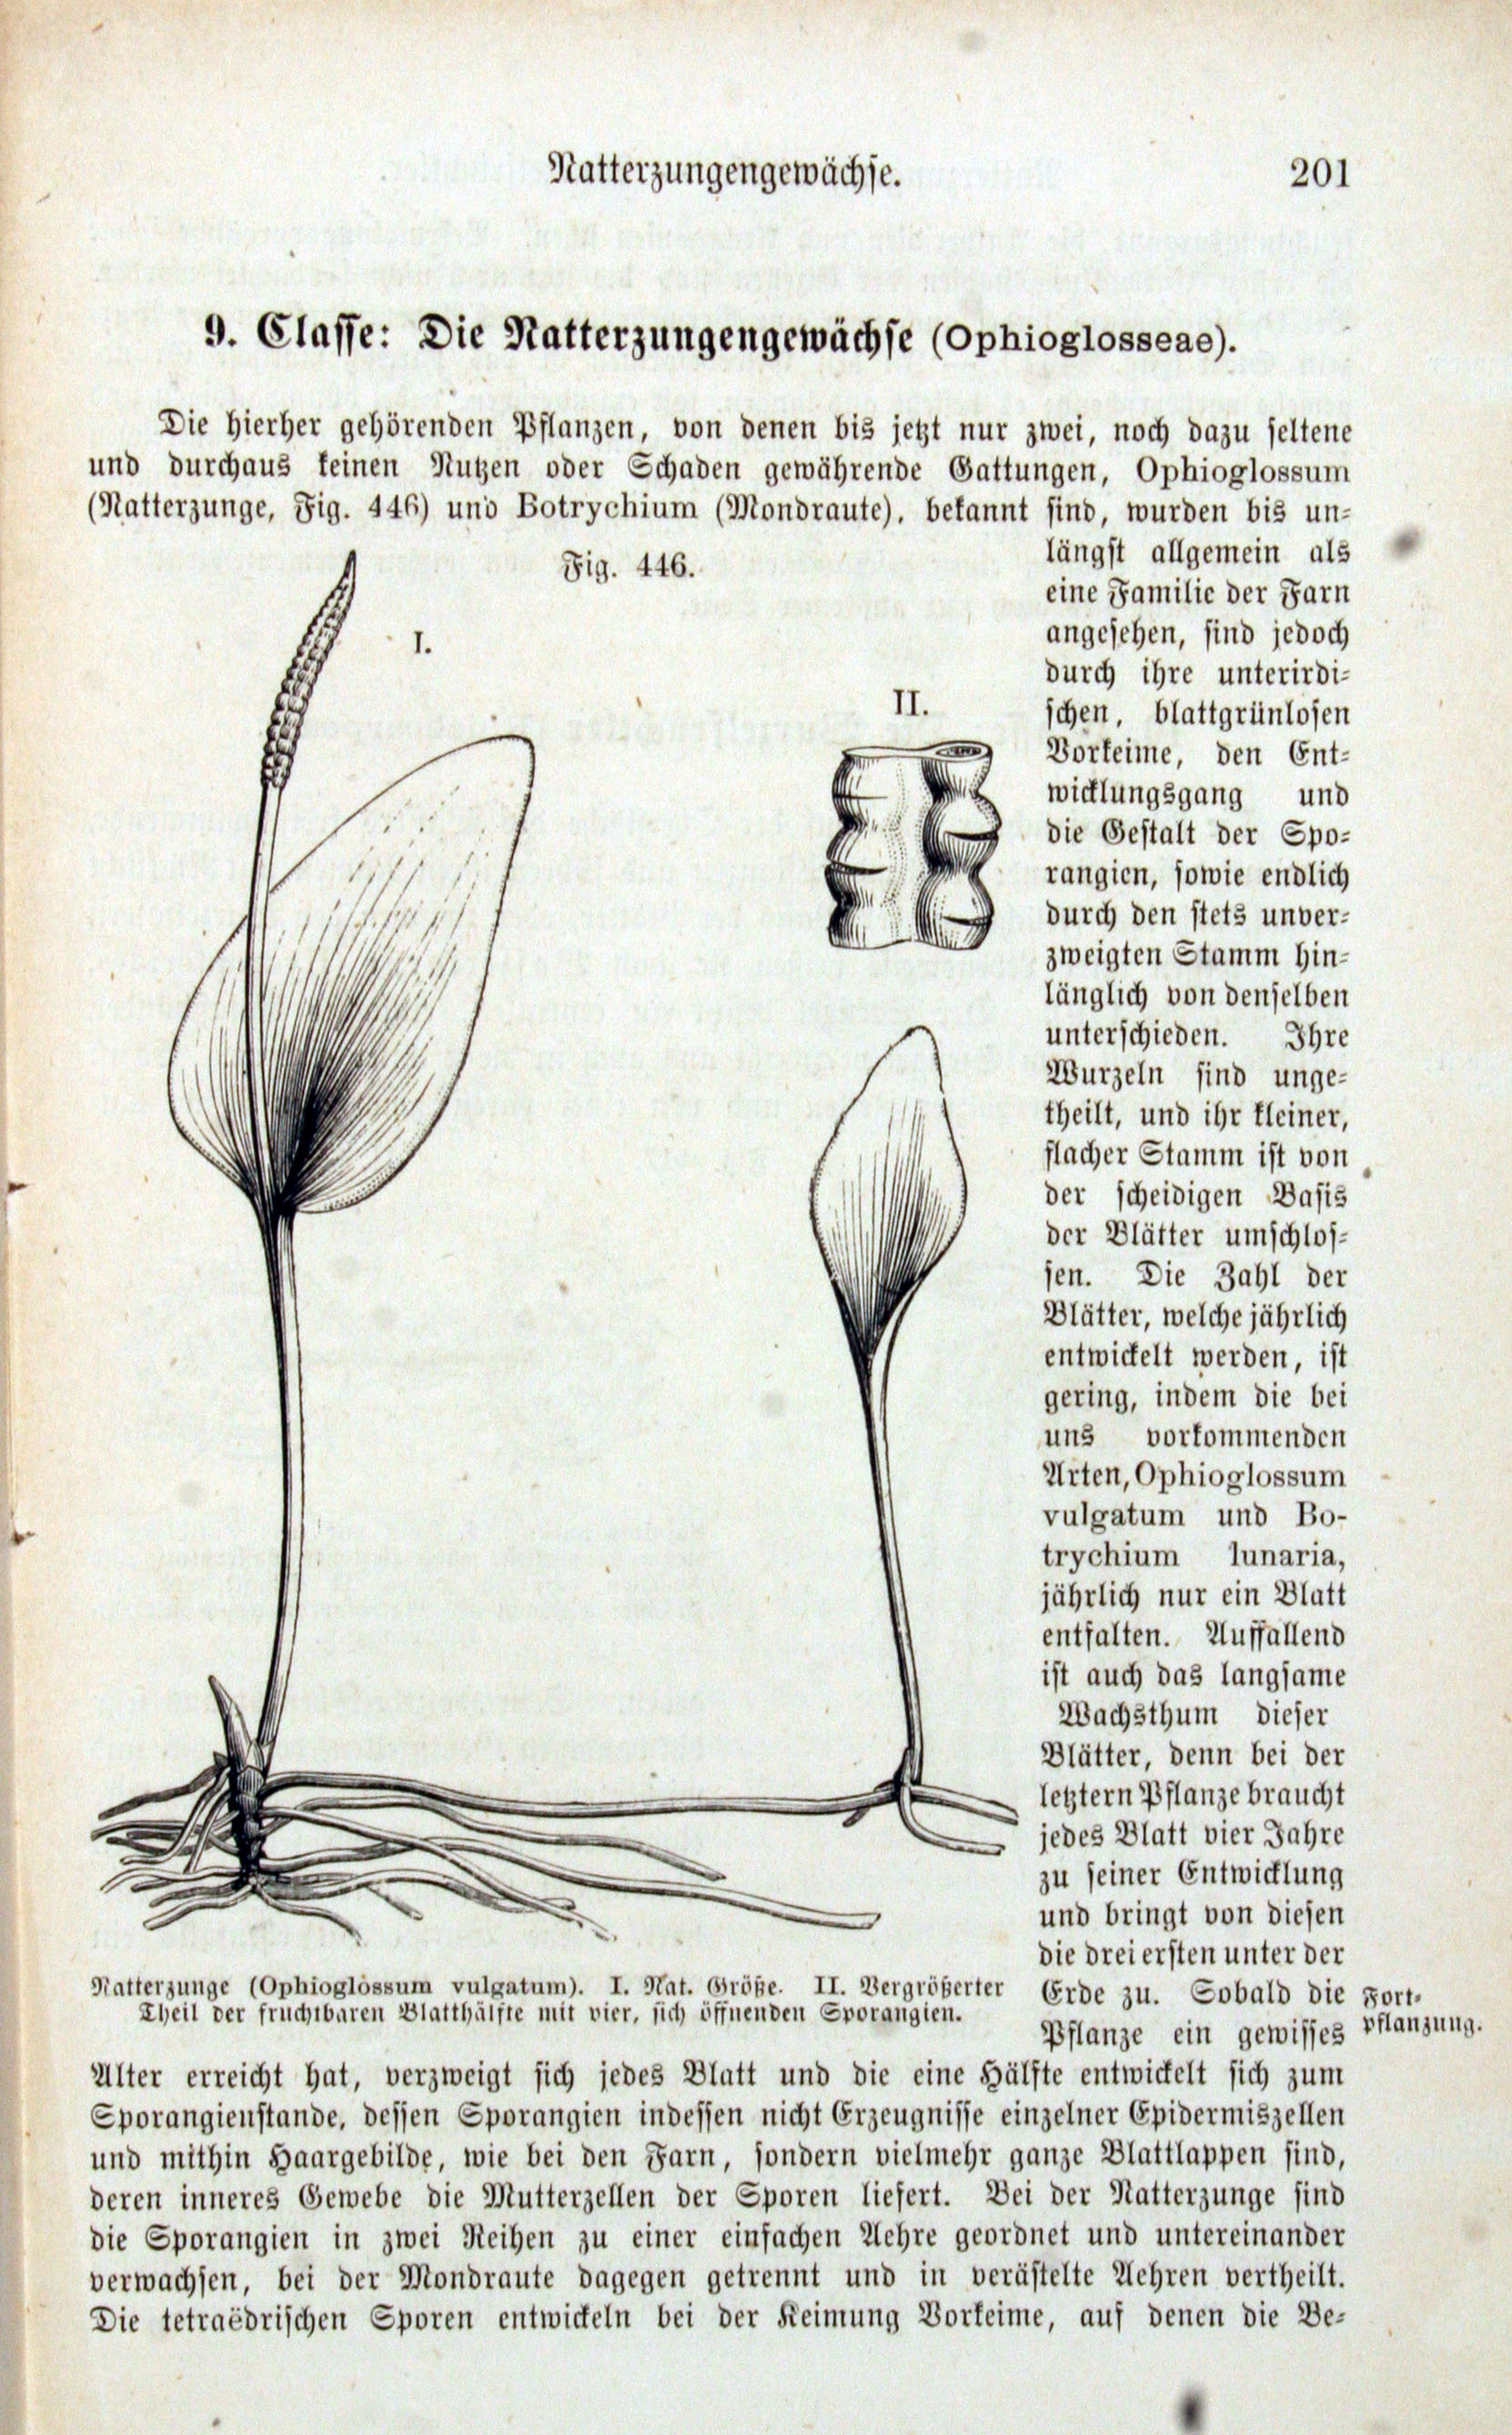 Natterzungengewächse. 201
9. Classe: Die Natterzungengewächse (Ophioglosseae).
Die hierher gehörenden Pflanzen, von denen bis jetzt nur zwei, noch dazu seltene
und durchaus keinen Nutzen oder Schaden gewährende Gattungen, Ophioglossum
(Natterzunge, Fig. 446) und Botrychium (Mondraute), bekannt sind, wurden bis un-
Fig. 446.
I.
II.
längst allgemein als
eine Familie der Farn
angesehen, sind jedoch
durch ihre unterirdi-
schen, blattgrünlosen
Vorkeime, den Ent-
wicklungsgang und
die Gestalt der Spo-
rangien, sowie endlich
durch den stets unver-
zweigten Stamm hin-
länglich von denselben
unterschieden. Ihre
Wurzeln sind unge-
theilt, und ihr kleiner,
flacher Stamm ist von
der scheidigen Basis
der Blätter umschlos-
sen. Die Zahl der
Blätter, welche jährlich
entwickelt werden, ist
gering, indem die bei
uns vorkommenden
Arten, Ophioglossum
vulgatum und Bo-
trychium lunaria,
jährlich nur ein Blatt
entfalten. Auffallend
ist auch das langsame
Wachsthum dieser
Blätter, denn bei der
letztern Pflanze braucht
jedes Blatt vier Jahre
zu seiner Entwicklung
und bringt von diesen
die drei ersten unter der
Erde zu. Sobald die
Pflanze ein gewisses
Fort-
pflanzung.
Natterzunge (Ophioglossum vulgatum). I. Nat. Größe. II. Vergrößerter
Theil der fruchtbaren Blatthälfte mit vier, sich öffnenden Sporangien.
Alter erreicht hat, verzweigt sich jedes Blatt und die eine Hälfte entwickelt sich zum
Sporangienstande, dessen Sporangien indessen nicht Erzeugnisse einzelner Epidermiszellen
und mithin Haargebilde, wie bei den Farn, sondern vielmehr ganze Blattlappen sind,
deren inneres Gewebe die Mutterzellen der Sporen liefert. Bei der Natterzunge sind
die Sporangien in zwei Reihen zu einer einfachen Aehre geordnet und untereinander
verwachsen, bei der Mondraute dagegen getrennt und in verästelte Aehren vertheilt.
Die tetraëdrischen Sporen entwickeln bei der Keimung Vorkeime, auf denen die Be-